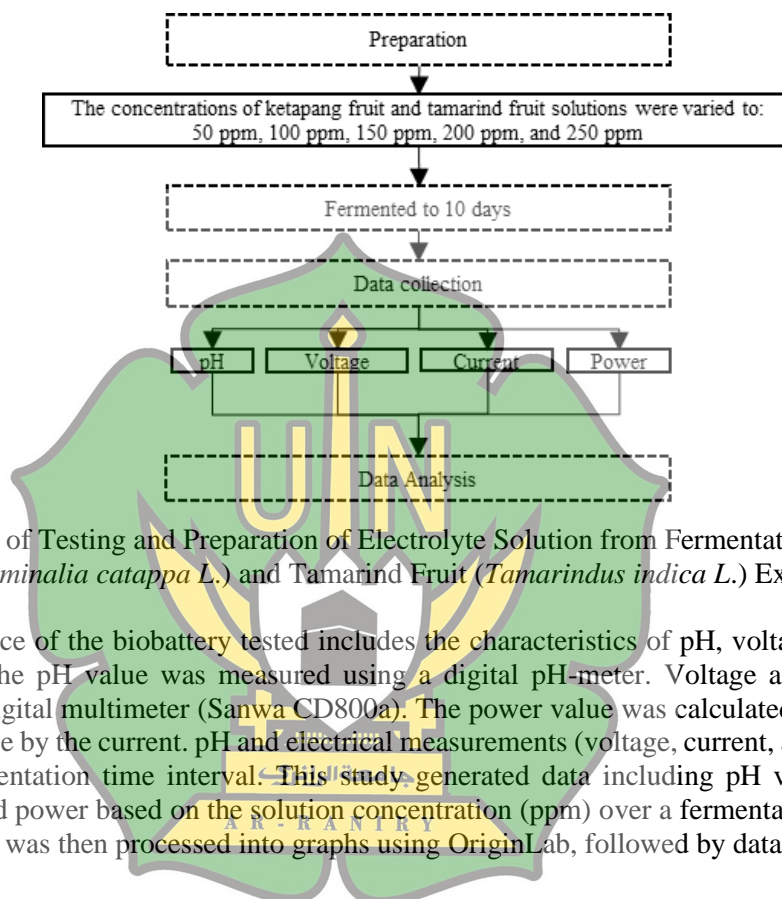 Preparation
The concentrations of ketapang fruit and tamarind fruit solutions were varied to:
50 ppm, 100 ppm, 150 ppm, 200 ppm, and 250 ppm
Fermented to 10 days
Data collection
pH Voltage Current Power
UIN
Data Analysis
of Testing and Preparation of Electrolyte Solution from Fermentat
minalia catappa L.) and Tamarind Fruit (Tamarindus indica L.) Ex
ce of the biobattery tested includes the characteristics of pH, volta
he pH value was measured using a digital pH-meter. Voltage a
gital multimeter (Sanwa CD800a). The power value was calculated
e by the current. pH and electrical measurements (voltage, current,
entation time interval. This study generated data including pH v
جامعة الرانري
d power based on the solution concentration (ppm) over a fermenta
AR-RANIRY
was then processed into graphs using OriginLab, followed by data